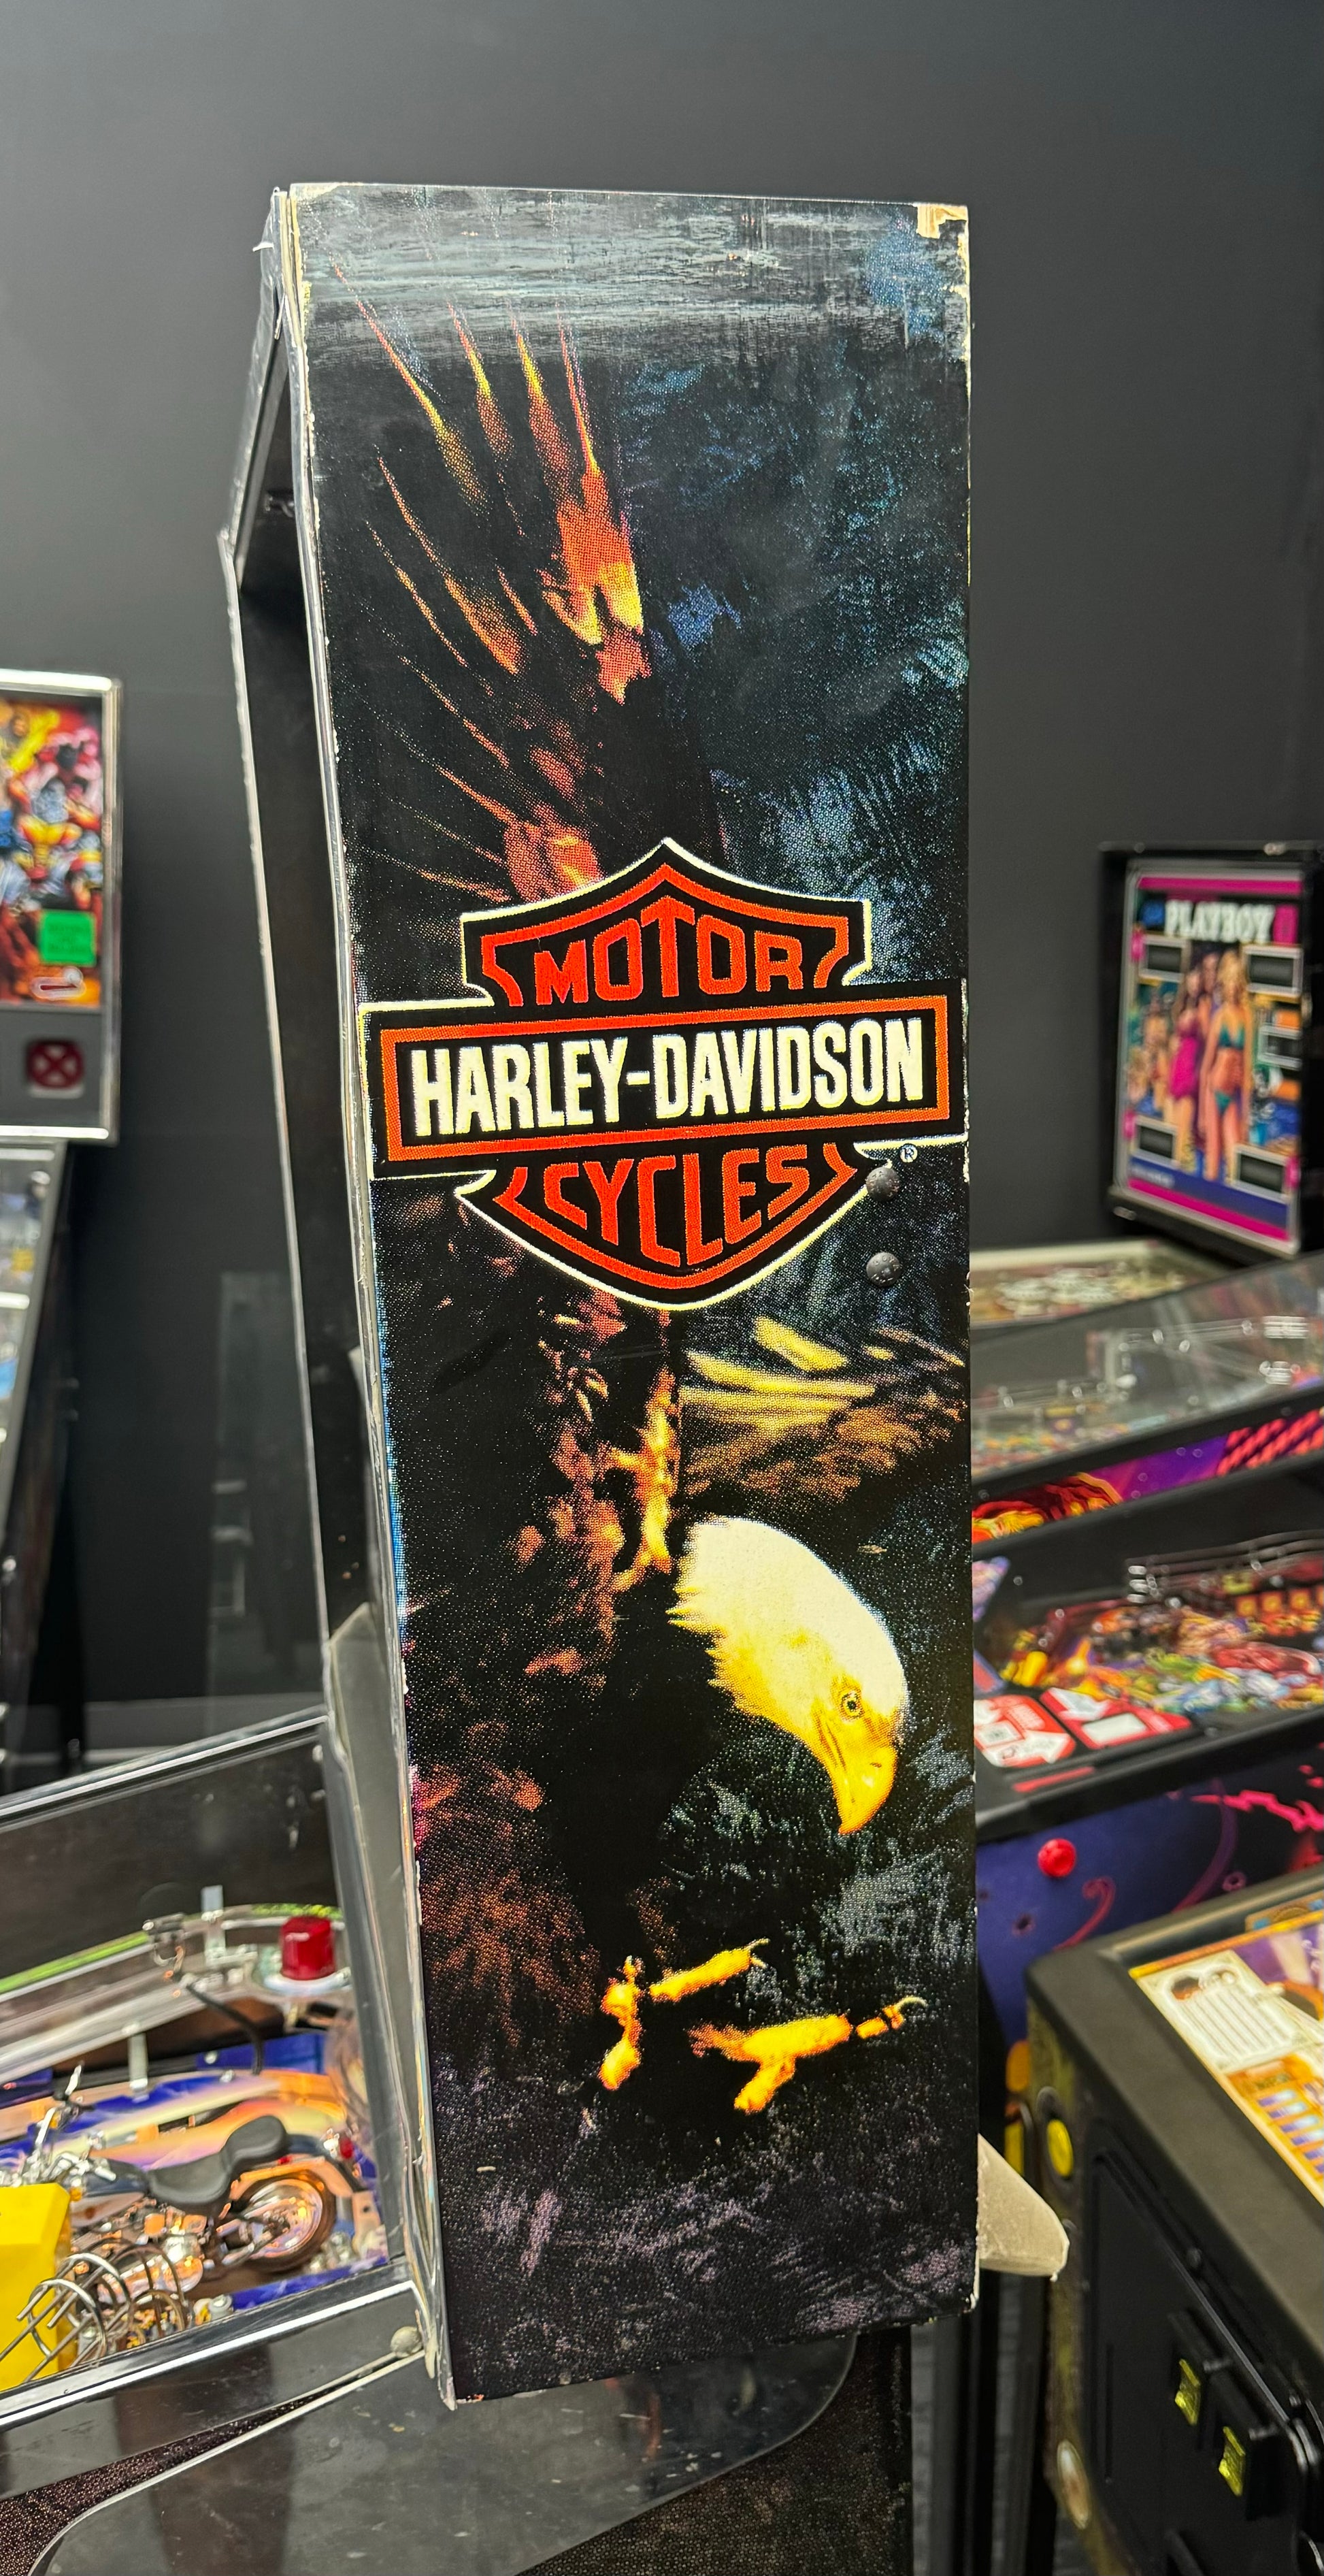 MOTOR
HARLEY-DAVIDSON
CYCLES
®
PLAYBOY